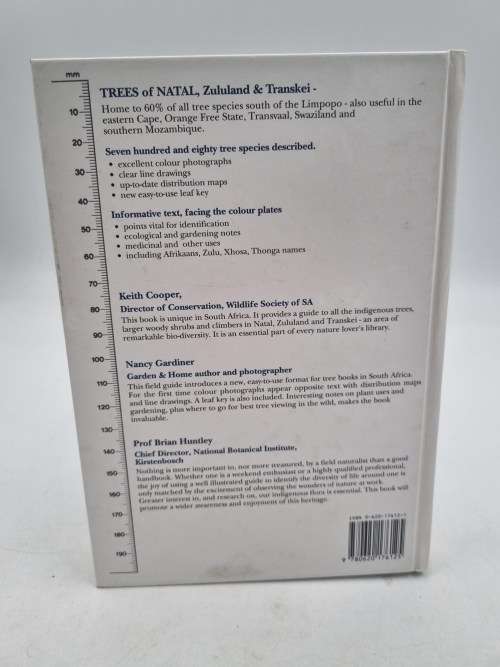 mm
10
20
30
40
50
60
70
80
90
100
110
120
130
140
150
160
170
180
190
TREES of NATAL, Zululand & Transkei -
Home to 60% of all tree species south of the Limpopo - also useful in the
eastern Cape, Orange Free State, Transvaal, Swaziland and
southern Mozambique.
Seven hundred and eighty tree species described.
• excellent colour photographs
• clear line drawings
• up-to-date distribution maps
• new easy-to-use leaf key
Informative text, facing the colour plates
• points vital for identification
• ecological and gardening notes
• medicinal and other uses
• including Afrikaans, Zulu, Xhosa, Thonga names
Keith Cooper,
Director of Conservation, Wildlife Society of SA
This book is unique in South Africa. It provides a guide to all the indigenous trees,
larger woody shrubs and climbers in Natal, Zululand and Transkei - an area of
remarkable bio-diversity. It is an essential part of every nature lover's library.
Nancy Gardiner
Garden & Home author and photographer
This field guide introduces a new, easy-to-use format for tree books in South Africa.
For the first time colour photographs appear opposite text with distribution maps
and line drawings. A leaf key is also included. Interesting notes on plant uses and
gardening, plus where to go for best tree viewing in the wild, makes the book
invaluable.
Prof Brian Huntley
Chief Director, National Botanical Institute,
Kirstenbosch
Nothing is more important to, nor more treasured, by a field naturalist than a good
handbook. Whether one is a weekend enthusiast or a highly qualified professional,
the joy of using a well illustrated guide to identify the diversity of life around one is
only matched by the excitement of observing the wonders of nature at work.
Greater interest in, and research on, our indigenous flora is essential. This book will
promote a wider awareness and enjoyment of this heritage.
ISBN 0-620-17612-1
9 780620 176125